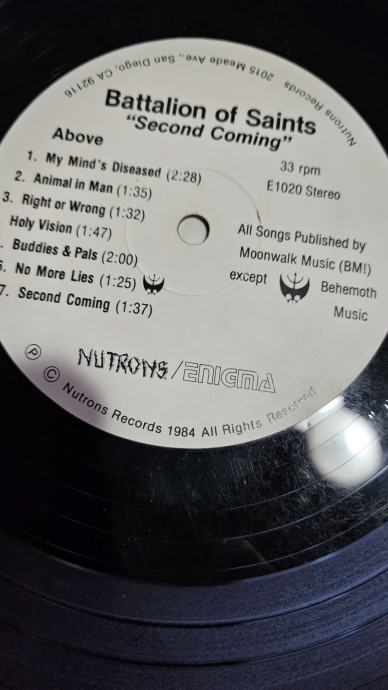 Nutrons Records 2015 Meade Ave., San Diego, CA 92116
Battalion of Saints
"Second Coming"
Above
33 rpm
E1020 Stereo
1. My Mind's Diseased (2:28)
2. Animal in Man (1:35)
3. Right or Wrong (1:32)
Holy Vision (1:47)
. Buddies & Pals (2:00)
6. No More Lies (1:25)
7. Second Coming (1:37)
All Songs Published by
Moonwalk Music (BM!)
except Behemoth
Music
NUTRONS/ENIGMA
Ⓟ © Nutrons Records 1984 All Rights Reserved